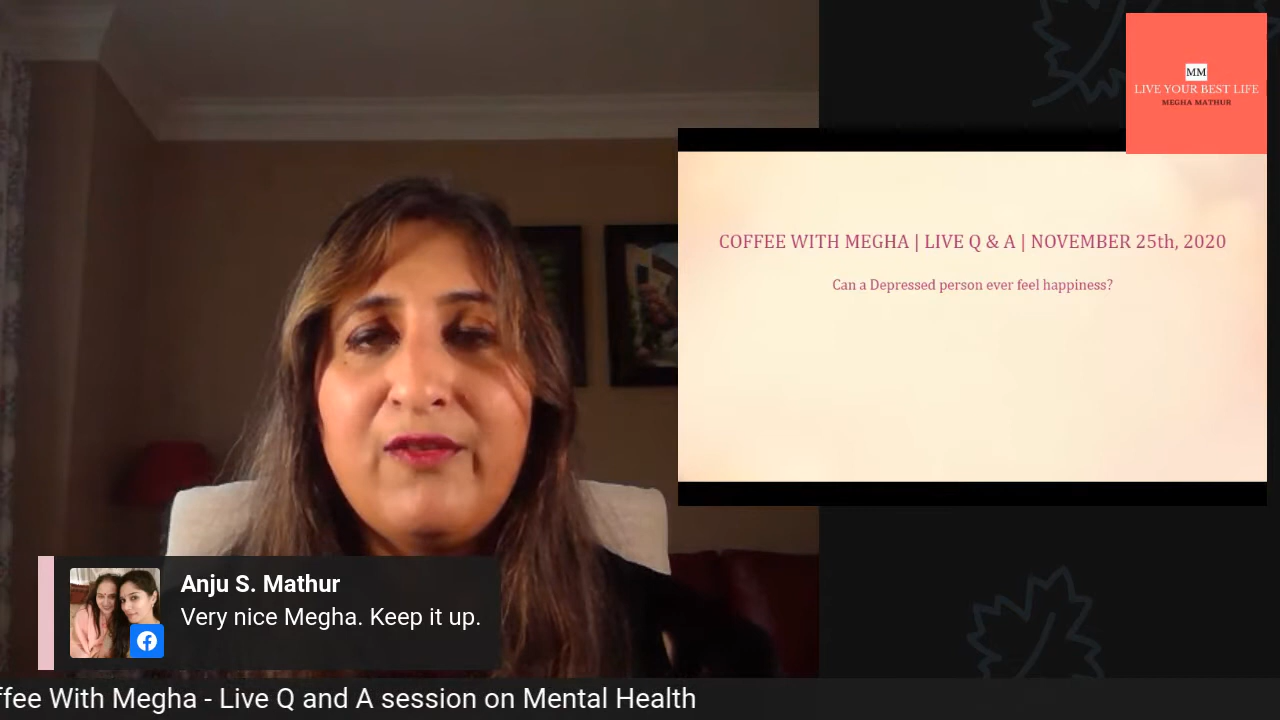 MM
LIVE YOUR BEST LIFE
MEGHA MATHUR
COFFEE WITH MEGHA | LIVE Q & A | NOVEMBER 25th, 2020
Can a Depressed person ever feel happiness?
Anju S. Mathur
Very nice Megha. Keep it up.
ffee With Megha - Live Q and A session on Mental Health